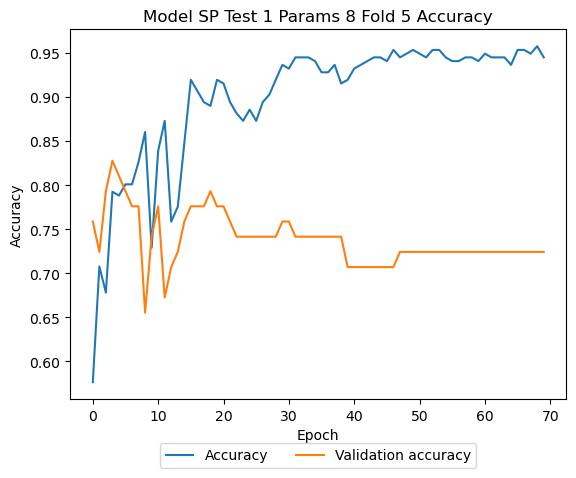 Model SP Test 1 Params 8 Fold 5 Accuracy
Accuracy
0.95
0.90
0.85
0.80
0.75
0.70
0.65
0.60
0 10 20 30 40 50 60 70
Epoch
Accuracy Validation accuracy